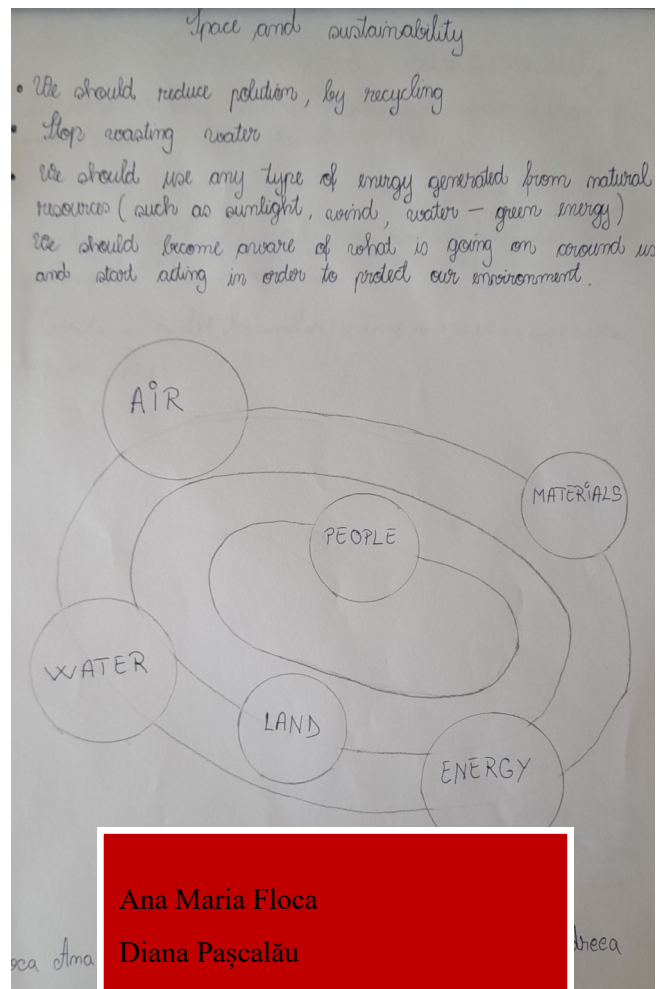 Space and sustainability
• We should reduce polution, by recycling
• Stop wasting water
• We should use any type of energy generated from natural
resources (such as sunlight, wind, water – green energy)
We should become aware of what is going on around us
and start acting in order to protect our environment.
AIR
MATERIALS
PEOPLE
WATER
LAND
ENERGY
Ana Maria Floca
Diana Pașcalău